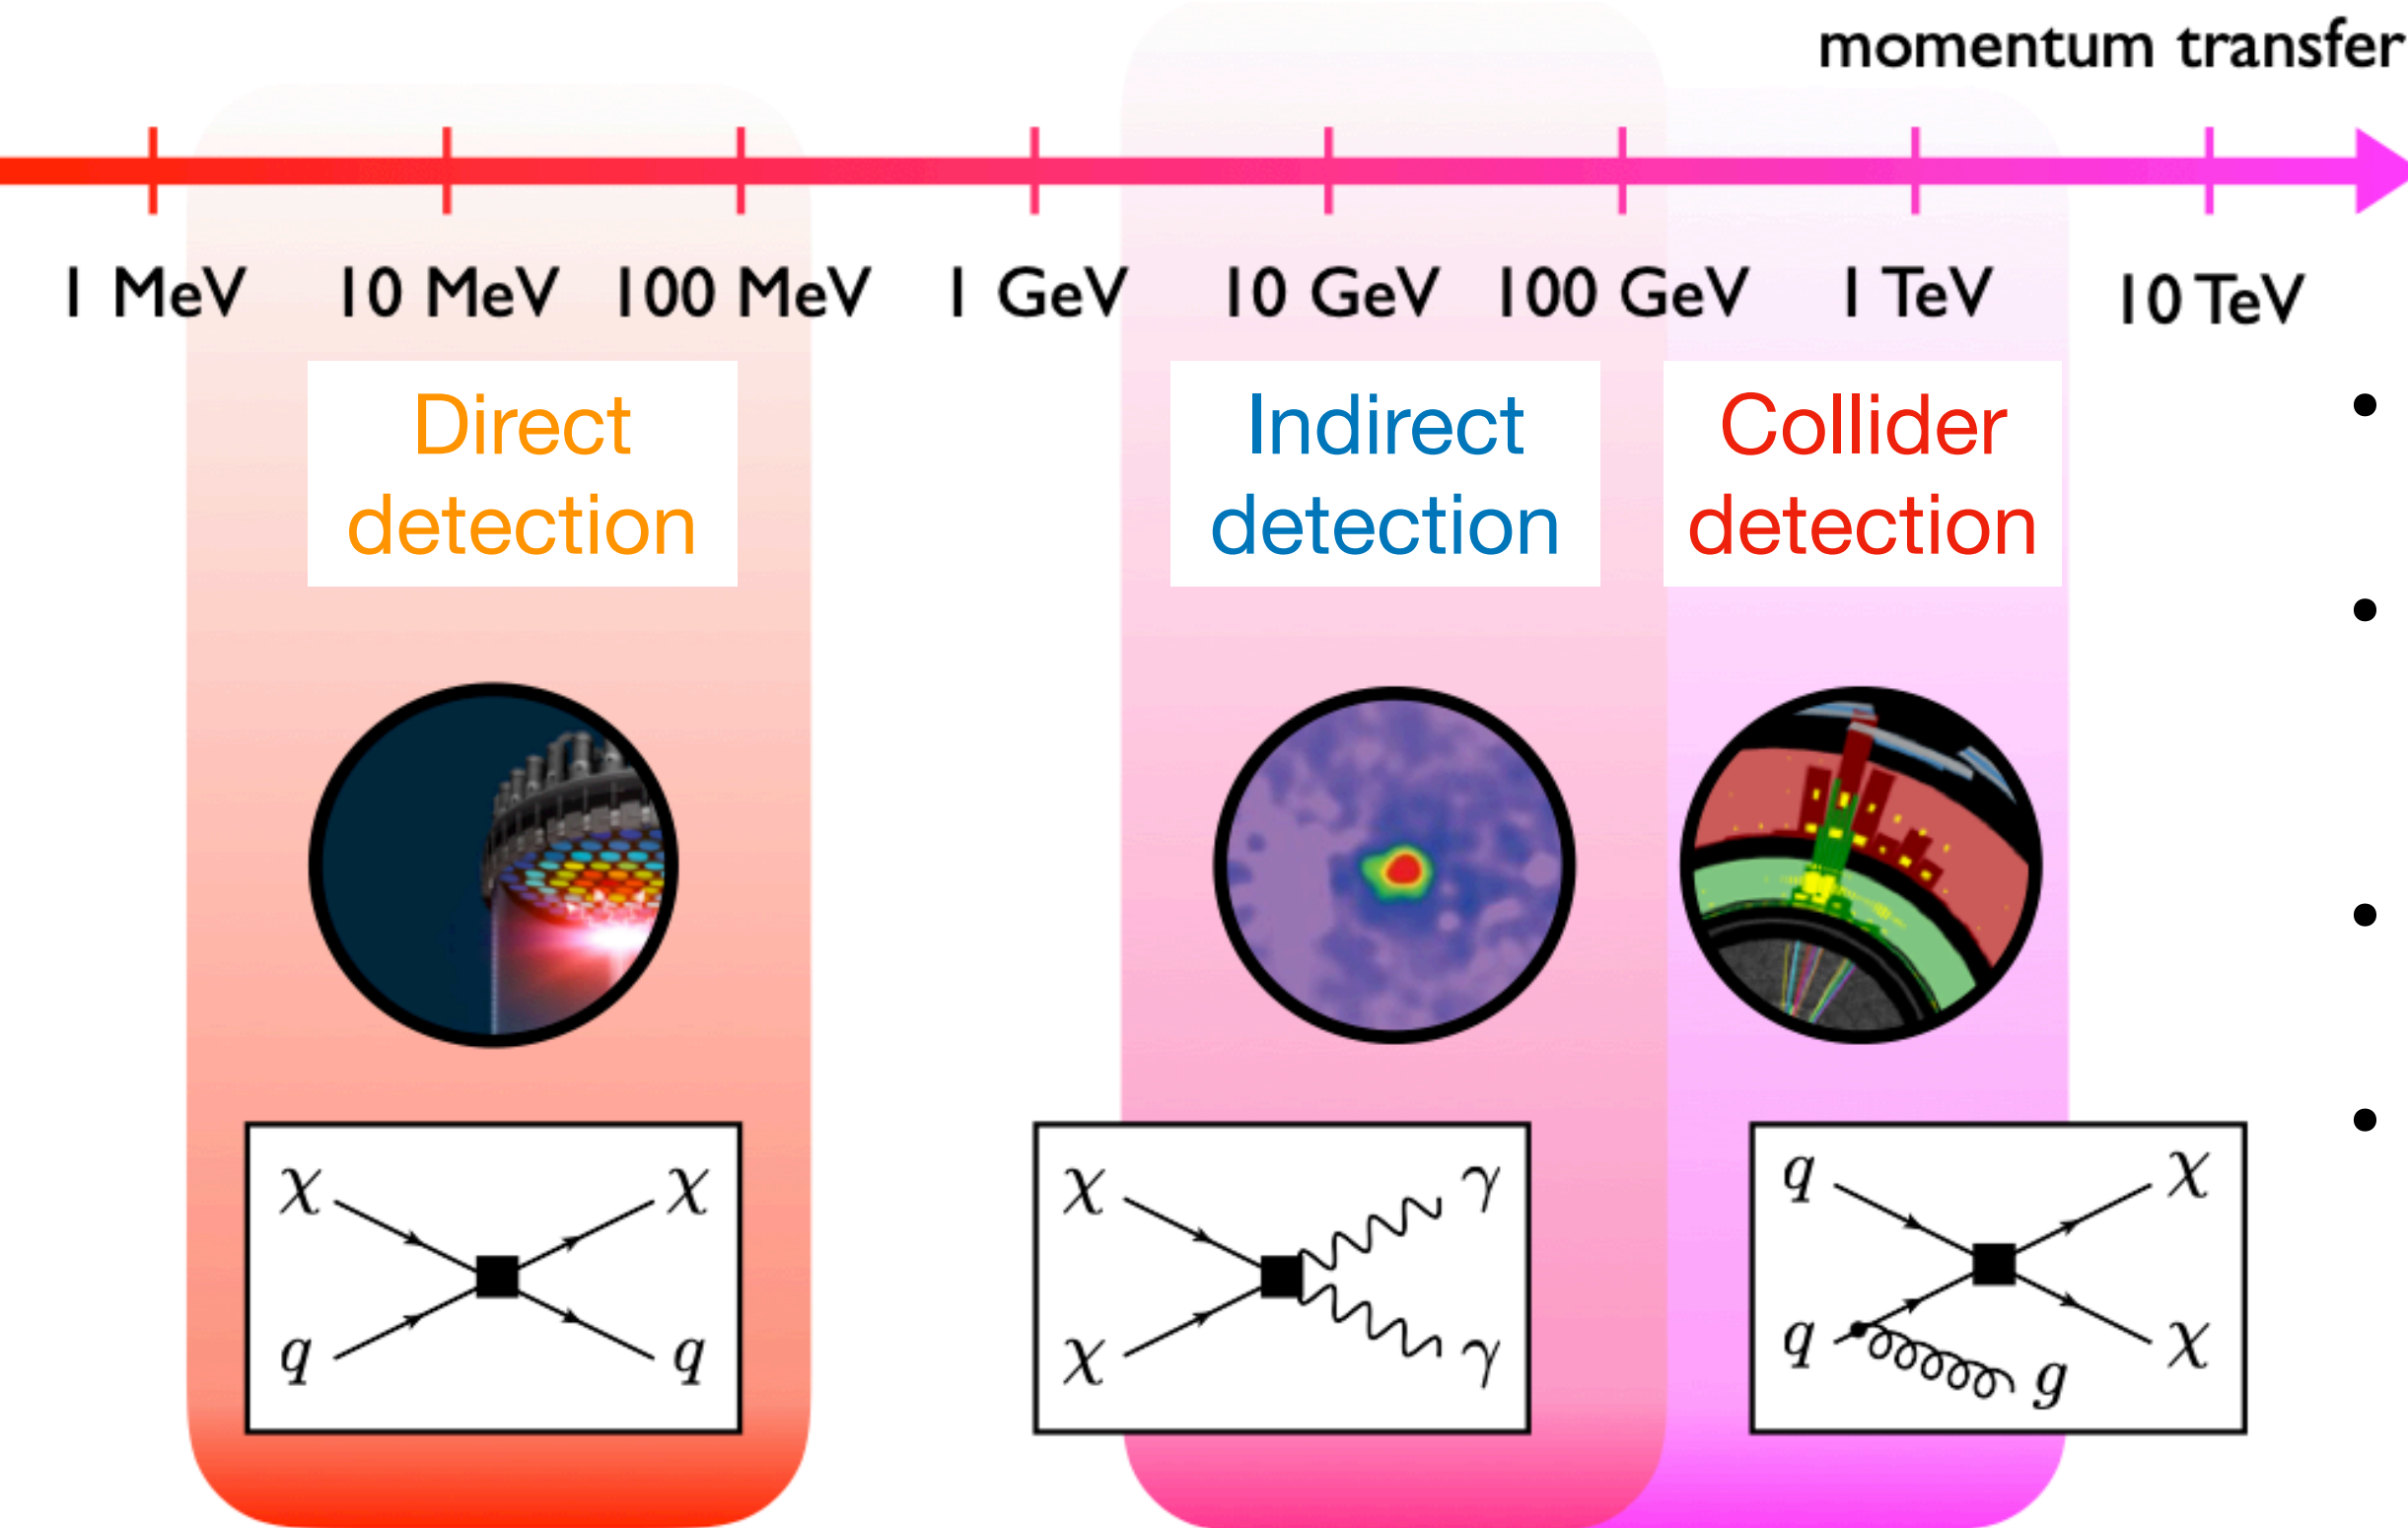 momentum transfer
1 MeV 10 MeV 100 MeV 1 GeV 10 GeV 100 GeV 1 TeV 10 TeV
Direct
detection
Indirect
detection
Collider
detection
•
•
•
•
χ χ
q q
χ γ
χ γ
q χ
q g χ